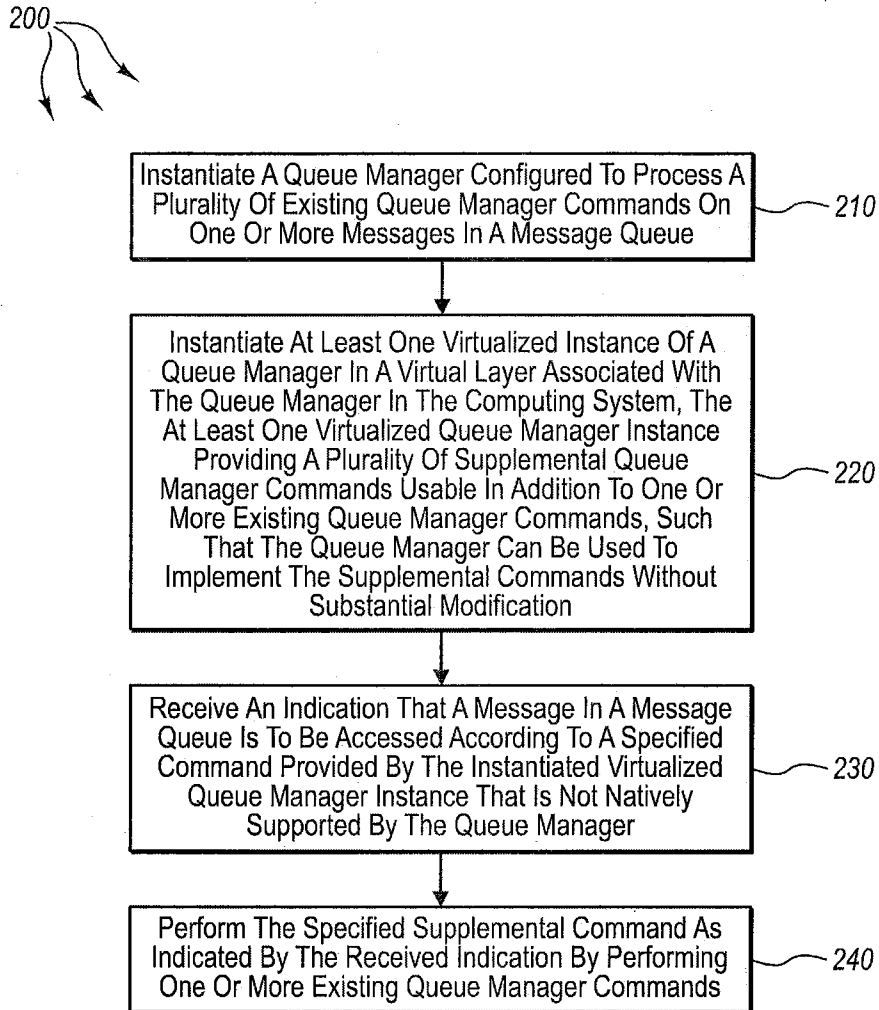 200
Instantiate A Queue Manager Configured To Process A
Plurality Of Existing Queue Manager Commands On
One Or More Messages In A Message Queue
210
Instantiate At Least One Virtualized Instance Of A
Queue Manager In A Virtual Layer Associated With
The Queue Manager In The Computing System, The
At Least One Virtualized Queue Manager Instance
Providing A Plurality Of Supplemental Queue
Manager Commands Usable In Addition To One Or
More Existing Queue Manager Commands, Such
That The Queue Manager Can Be Used To
Implement The Supplemental Commands Without
Substantial Modification
220
Receive An Indication That A Message In A Message
Queue Is To Be Accessed According To A Specified
Command Provided By The Instantiated Virtualized
Queue Manager Instance That Is Not Natively
Supported By The Queue Manager
230
Perform The Specified Supplemental Command As
Indicated By The Received Indication By Performing
One Or More Existing Queue Manager Commands
240